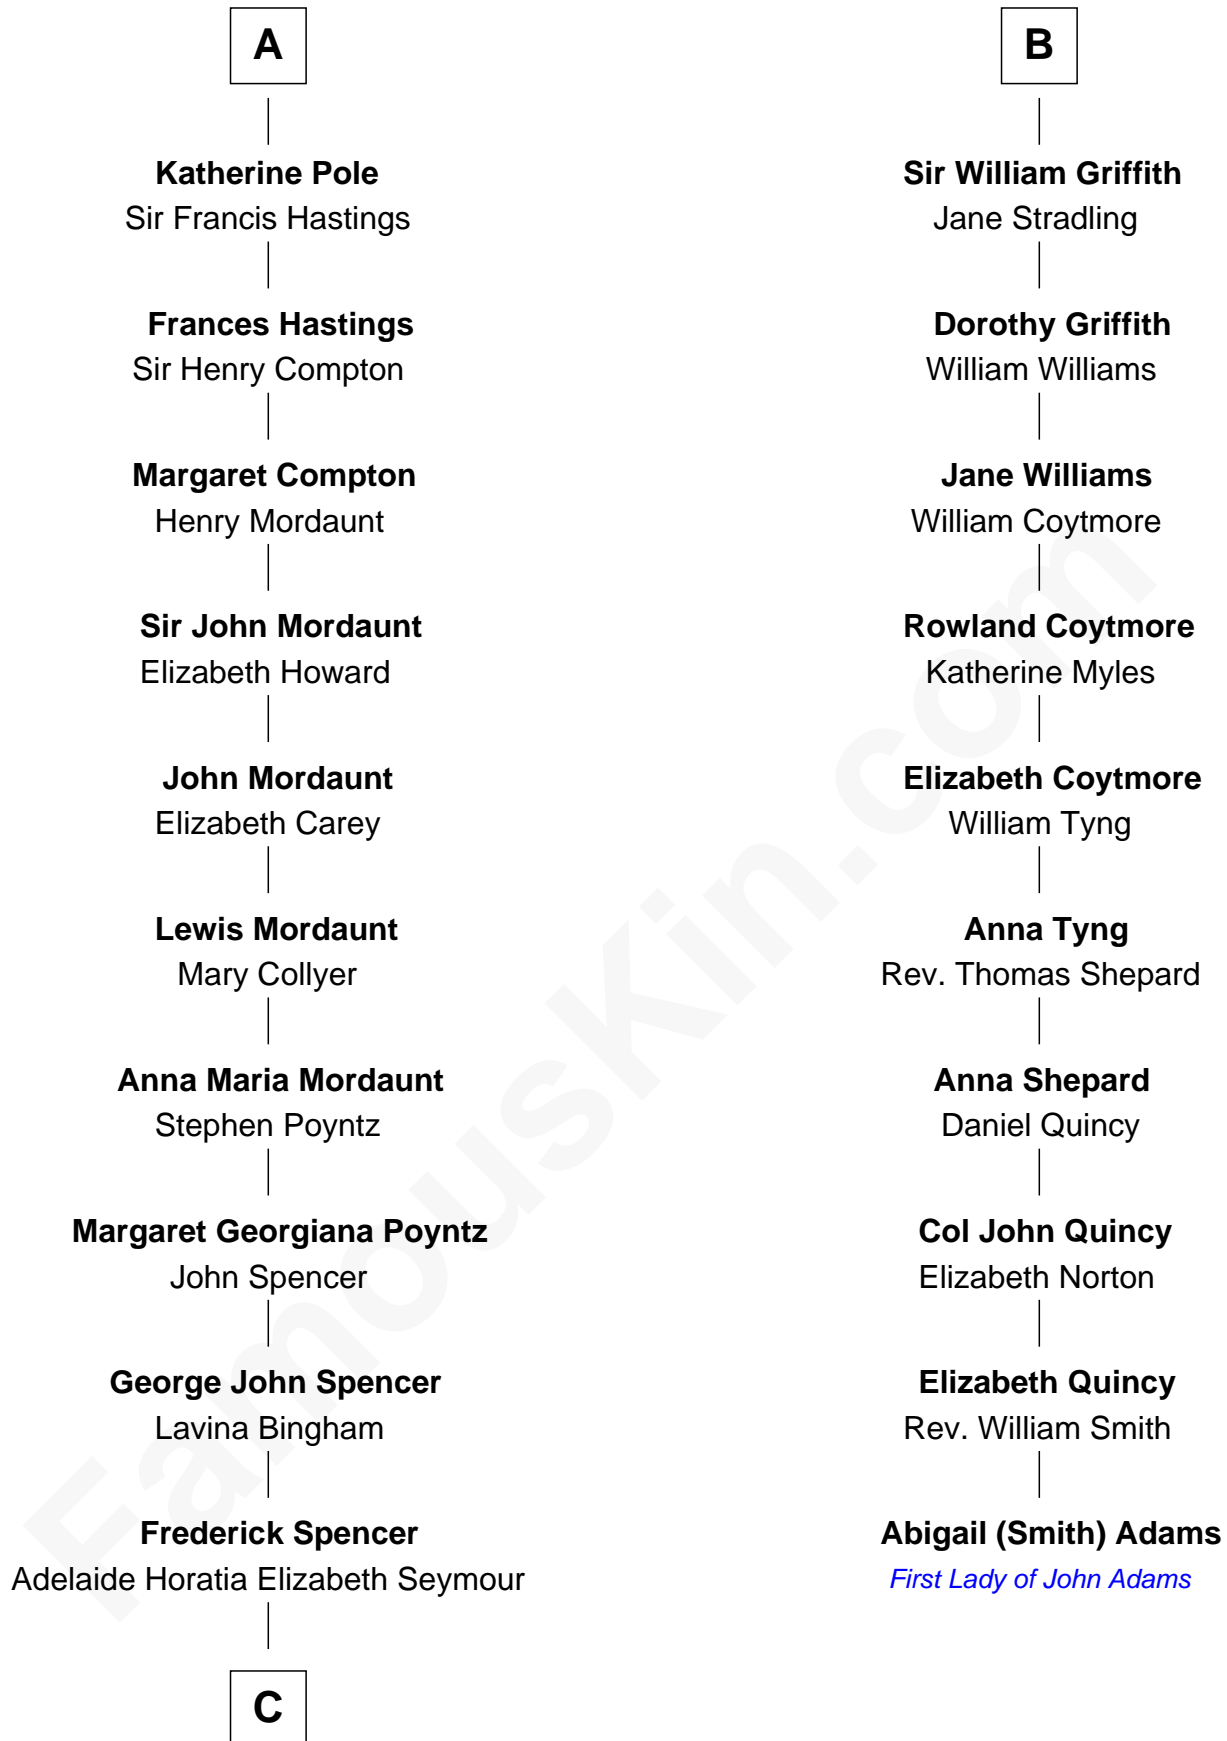 A
Katherine Pole
Sir Francis Hastings
Frances Hastings
Sir Henry Compton
Margaret Compton
Henry Mordaunt
Sir John Mordaunt
Elizabeth Howard
John Mordaunt
Elizabeth Carey
Lewis Mordaunt
Mary Collyer
Anna Maria Mordaunt
Stephen Poyntz
Margaret Georgiana Poyntz
John Spencer
George John Spencer
Lavina Bingham
Frederick Spencer
Adelaide Horatia Elizabeth Seymour
C
B
Sir William Griffith
Jane Stradling
Dorothy Griffith
William Williams
Jane Williams
William Coytmore
Rowland Coytmore
Katherine Myles
Elizabeth Coytmore
William Tyng
Anna Tyng
Rev. Thomas Shepard
Anna Shepard
Daniel Quincy
Col John Quincy
Elizabeth Norton
Elizabeth Quincy
Rev. William Smith
Abigail (Smith) Adams
First Lady of John Adams
FamousKin.com